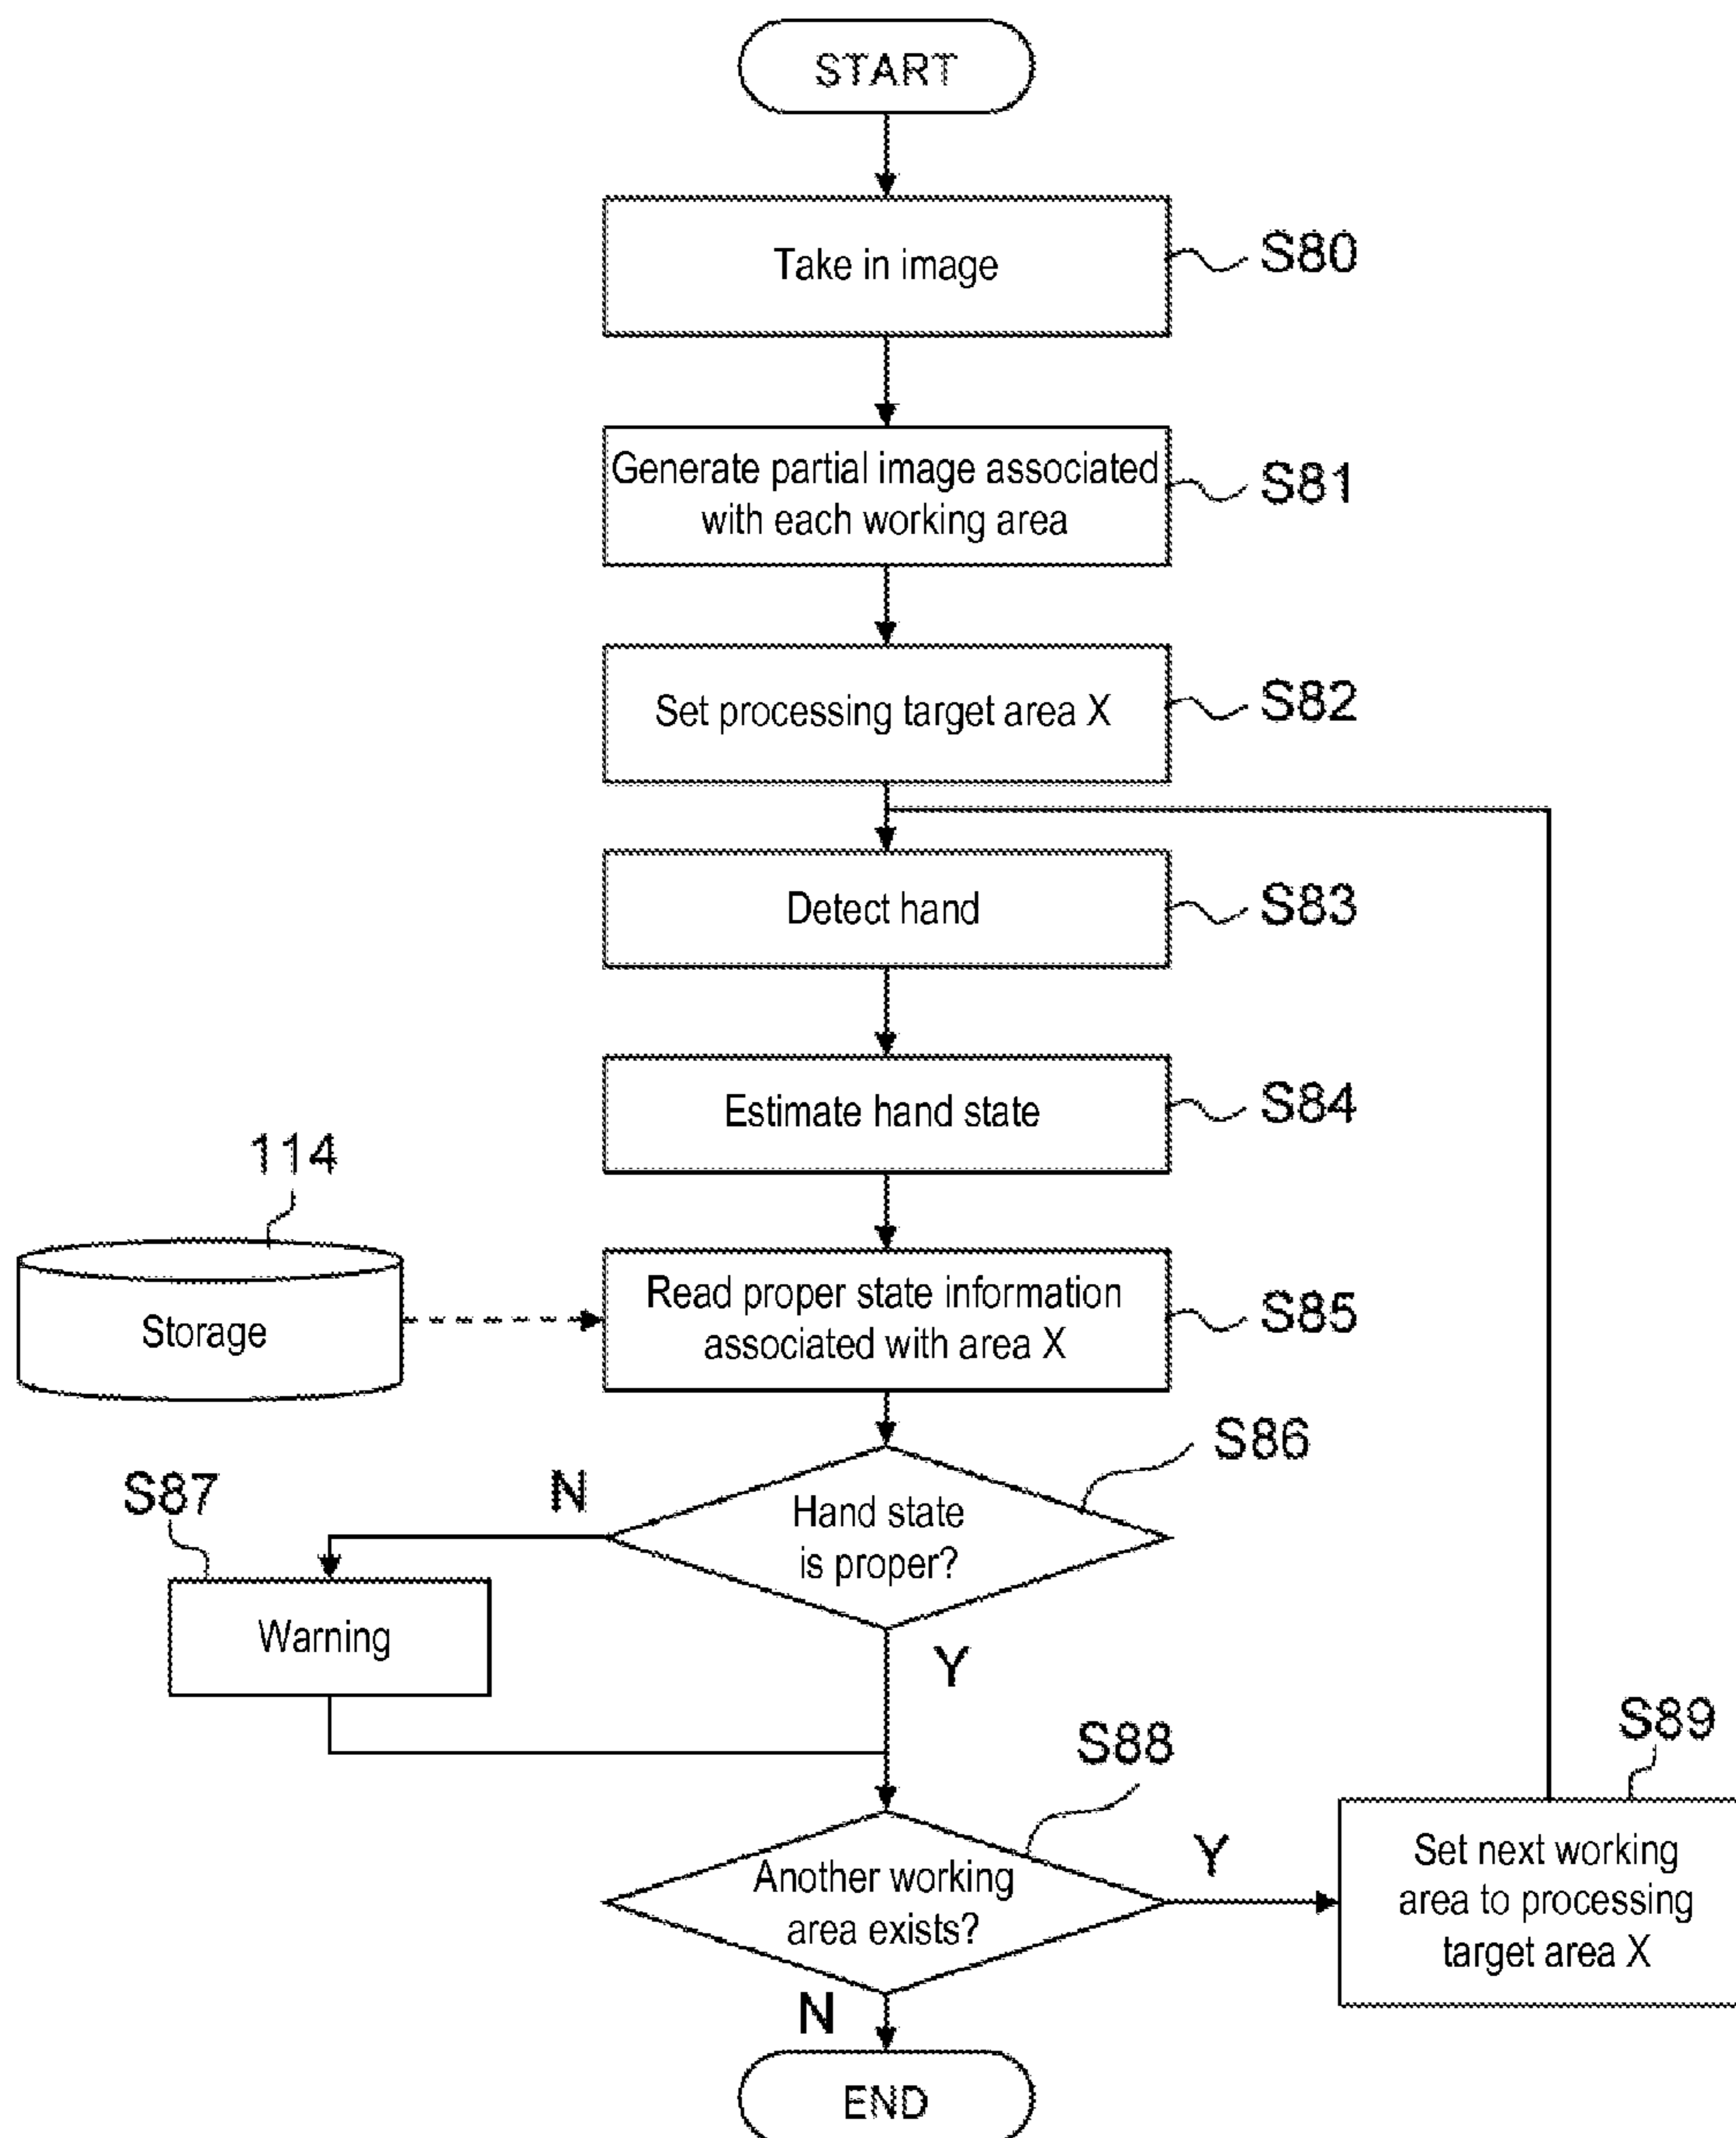 START
Take in image
S80
Generate partial image associated
with each working area
S81
Set processing target area X
S82
Detect hand
S83
Estimate hand state
S84
114
Storage
Read proper state information
associated with area X
S85
S86
Hand state
is proper?
N
Y
S87
Warning
S88
Another working
area exists?
Y
N
S89
Set next working
area to processing
target area X
END